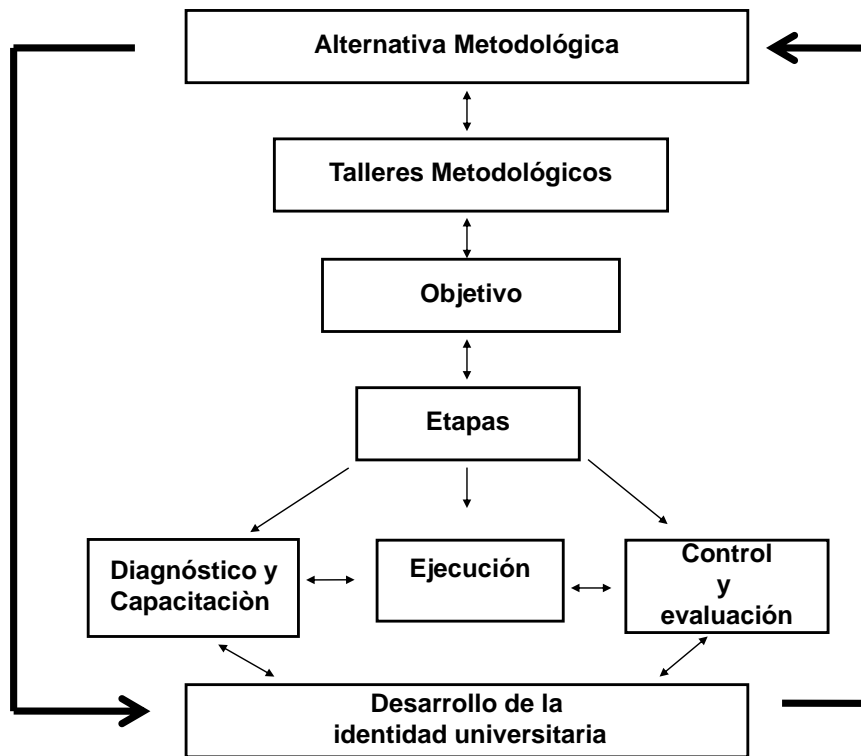 Alternativa Metodológica
Talleres Metodológicos
Objetivo
Etapas
Diagnóstico y
Capacitaciòn
Ejecución
Control
y
evaluación
Desarrollo de la
identidad universitaria